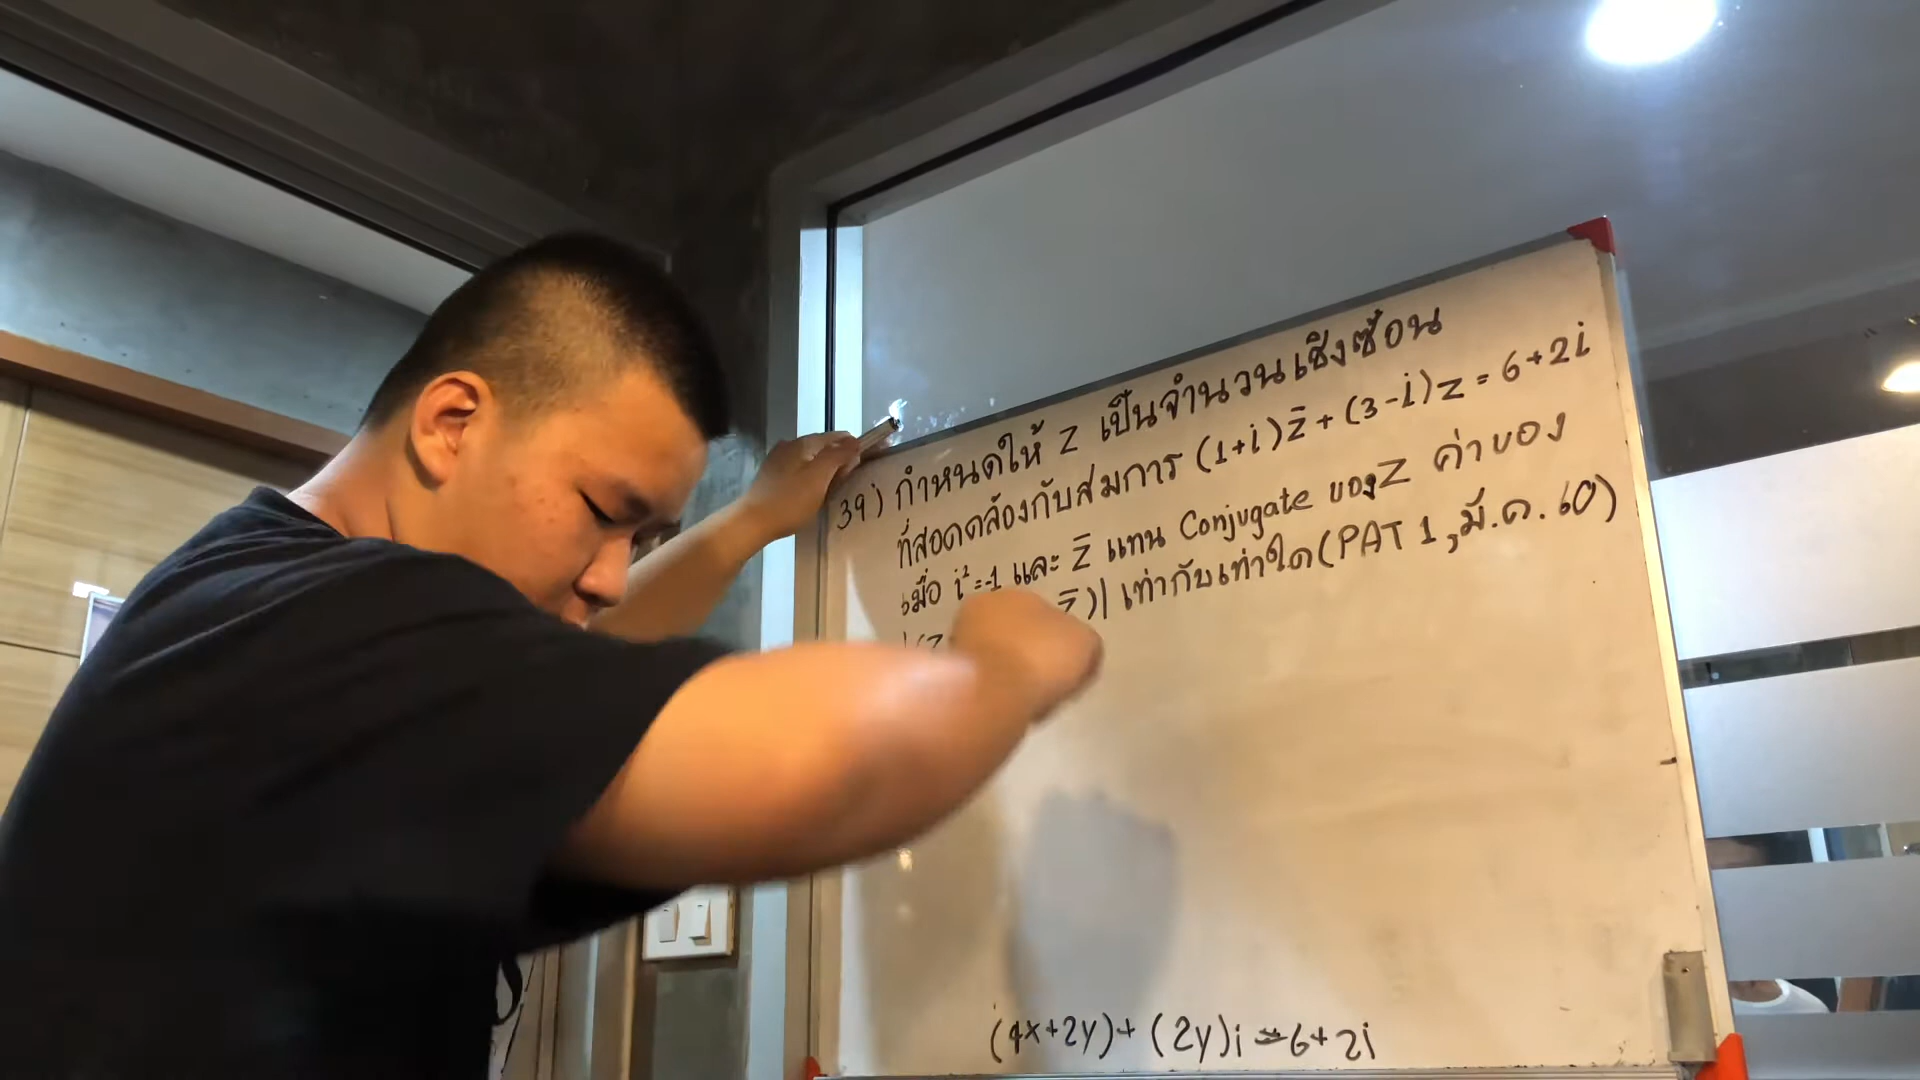 39) กำหนดให้ z เป็นจำนวนเชิงซ้อน
ที่สอดคล้องกับสมการ (1+i)z̄+(3-i)z=6+2i
เมื่อ i²=-1 และ z̄ แทน Conjugate ของ z ค่าของ
|(z z̄)| เท่ากับเท่าใด(PAT 1, มี.ค. 60)
(4x+2y)+(2y)i=6+2i